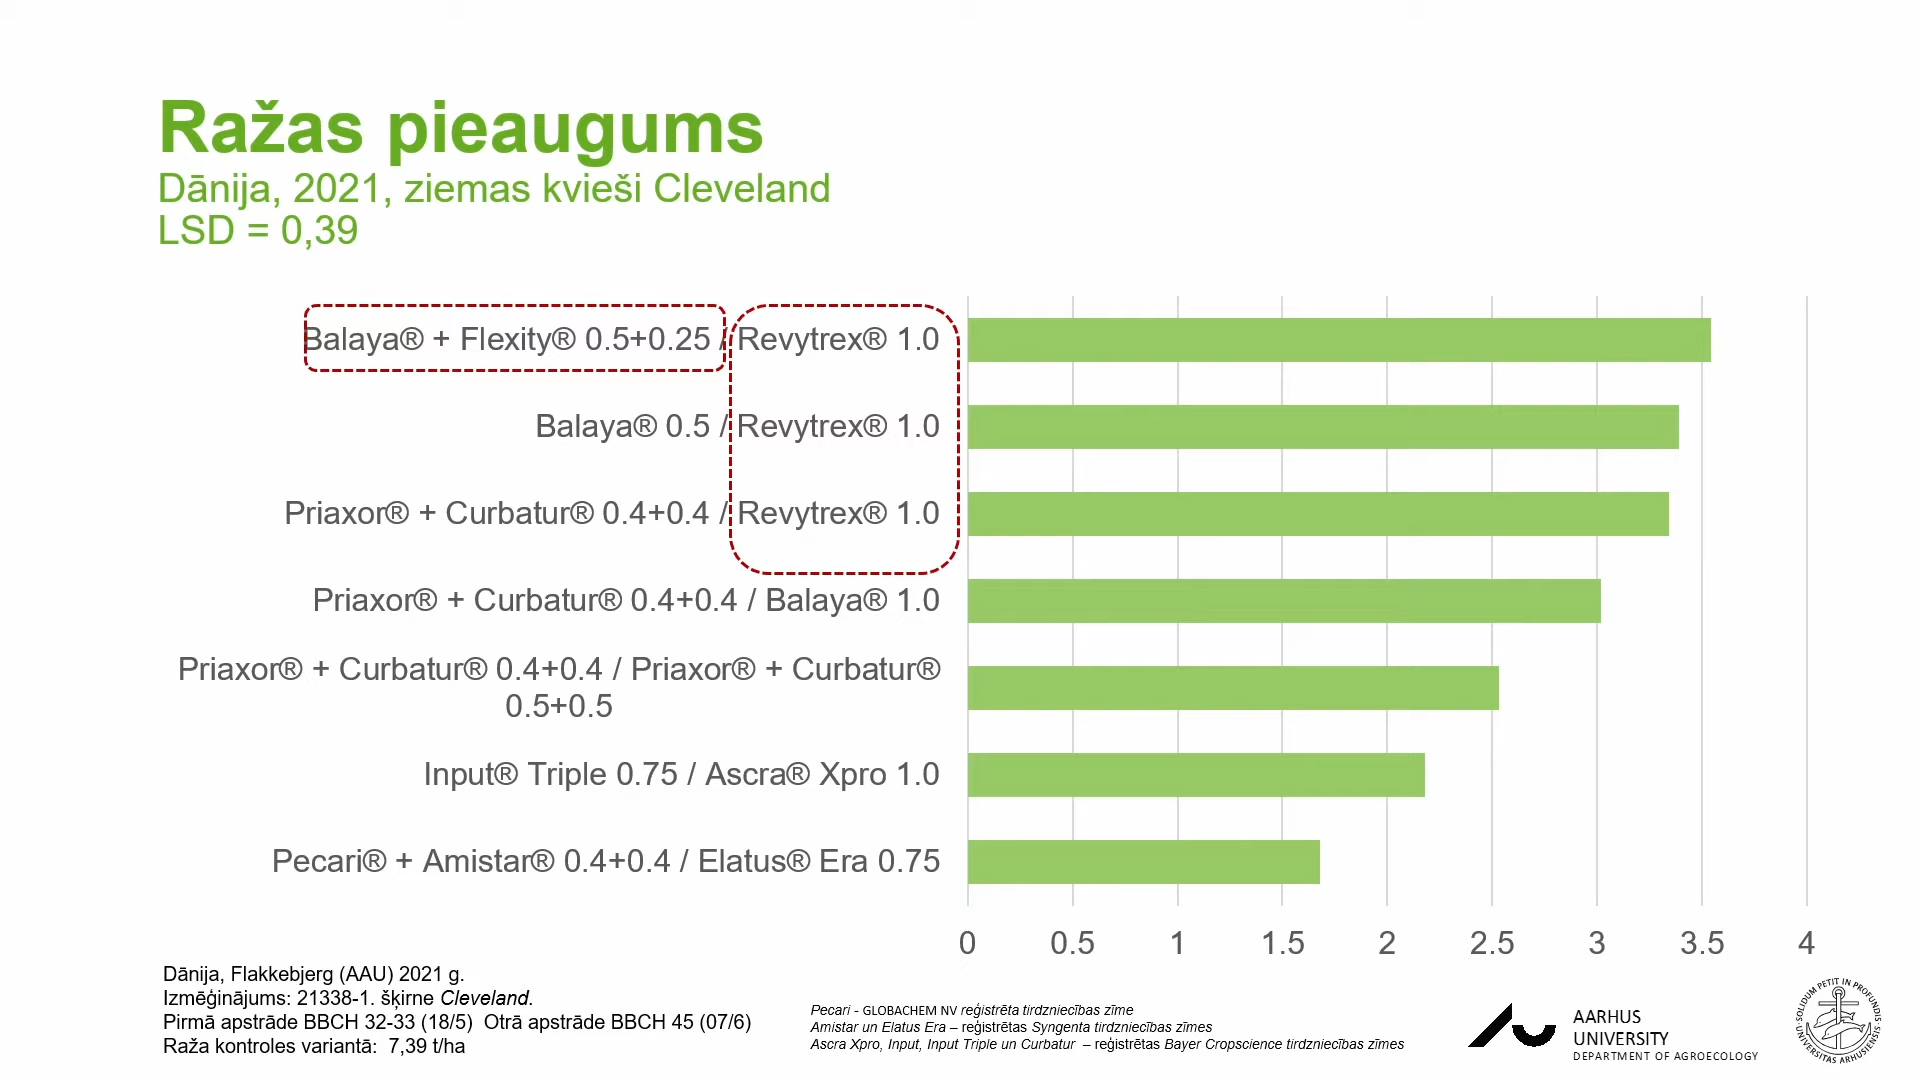 Ražas pieaugums
Dānija, 2021, ziemas kvieši Cleveland
LSD = 0,39
Balaya® + Flexity® 0.5+0.25 / Revytrex® 1.0
Balaya® 0.5 / Revytrex® 1.0
Priaxor® + Curbatur® 0.4+0.4 / Revytrex® 1.0
Priaxor® + Curbatur® 0.4+0.4 / Balaya® 1.0
Priaxor® + Curbatur® 0.4+0.4 / Priaxor® + Curbatur®
0.5+0.5
Input® Triple 0.75 / Ascra® Xpro 1.0
Pecari® + Amistar® 0.4+0.4 / Elatus® Era 0.75
0 0.5 1 1.5 2 2.5 3 3.5 4
Dānija, Flakkebjerg (AAU) 2021 g.
Izmēģinājums: 21338-1. šķirne Cleveland.
Pirmā apstrāde BBCH 32-33 (18/5) Otrā apstrāde BBCH 45 (07/6)
Raža kontroles variantā: 7,39 t/ha
Pecari - GLOBACHEM NV reģistrēta tirdzniecības zīme
Amistar un Elatus Era – reģistrētas Syngenta tirdzniecības zīmes
Ascra Xpro, Input, Input Triple un Curbatur – reģistrētas Bayer Cropscience tirdzniecības zīmes
AARHUS
UNIVERSITY
DEPARTMENT OF AGROECOLOGY
SOLIDUM PETIT IN PROFUNDIS
UNIVERSITAS ARHUSIENSIS